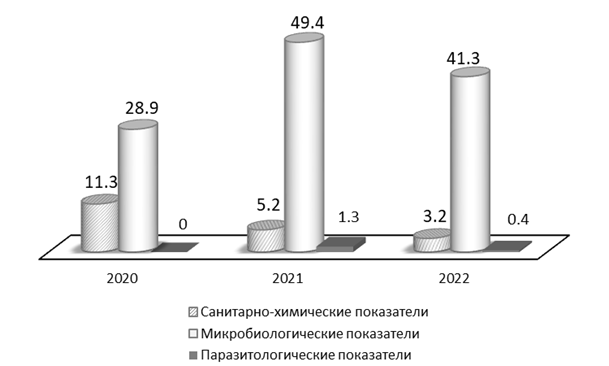 49.4
41.3
28.9
11.3
5.2
3.2
0
1.3
0.4
2020 2021 2022
Санитарно-химические показатели
Микробиологические показатели
Паразитологические показатели